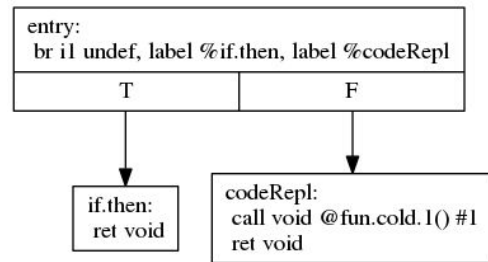 entry:
br i1 undef, label %if.then, label %codeRepl
T F
if.then:
ret void
codeRepl:
call void @fun.cold.1() #1
ret void